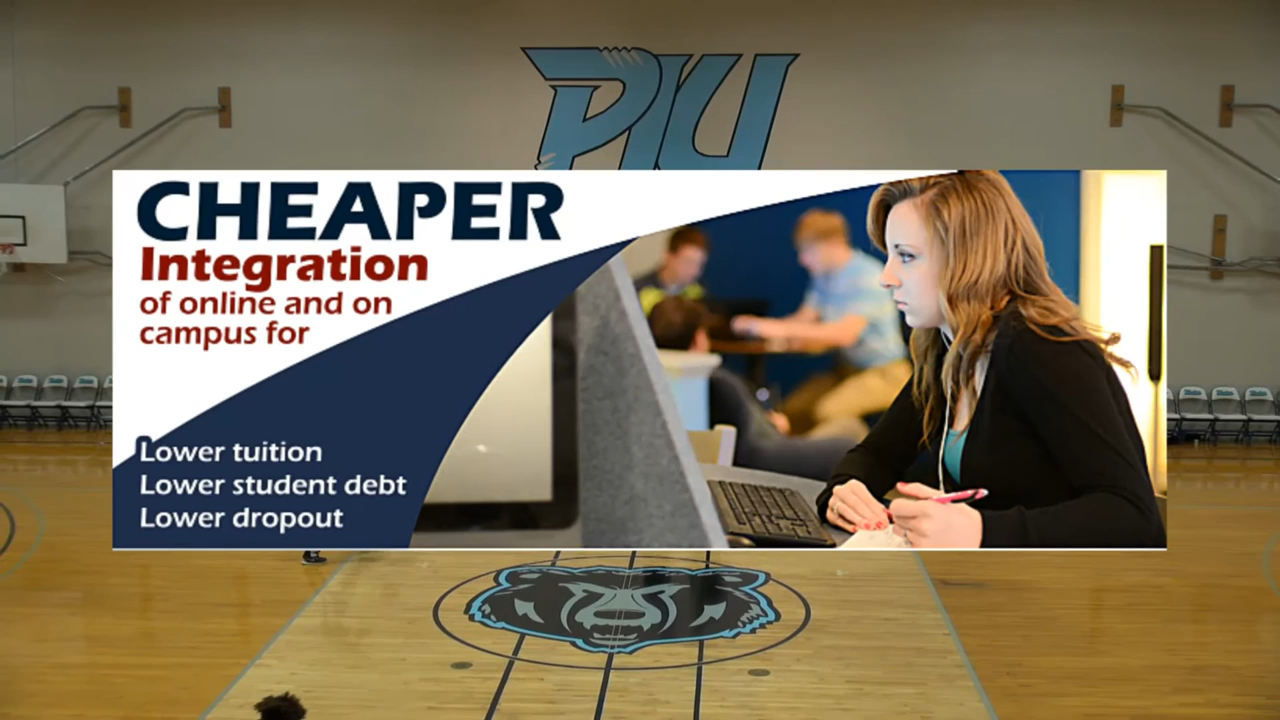 PIU
CHEAPER
Integration
of online and on
campus for
Lower tuition
Lower student debt
Lower dropout